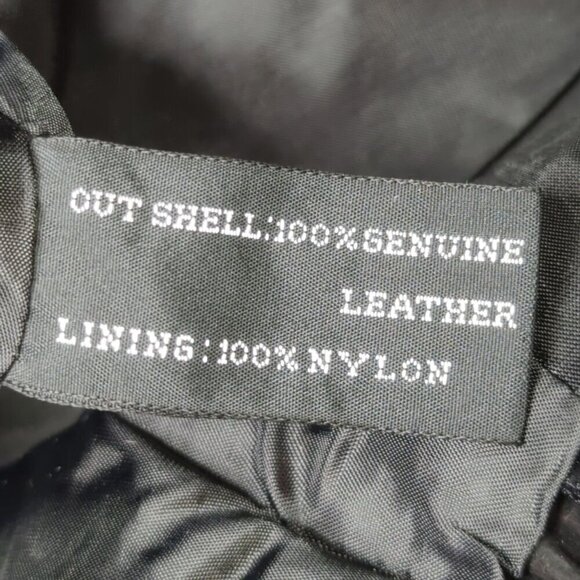 OUT SHELL:100%GENUINE
LEATHER
LINING:100% NYLON